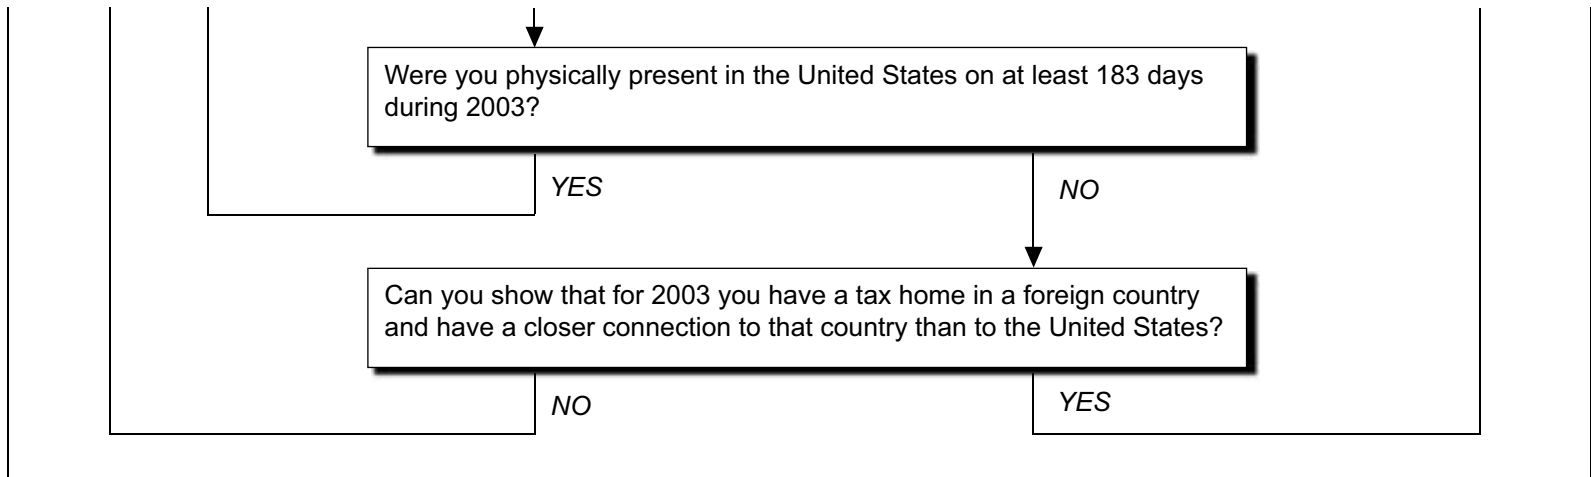 Were you physically present in the United States on at least 183 days
during 2003?
YES
NO
Can you show that for 2003 you have a tax home in a foreign country
and have a closer connection to that country than to the United States?
NO
YES